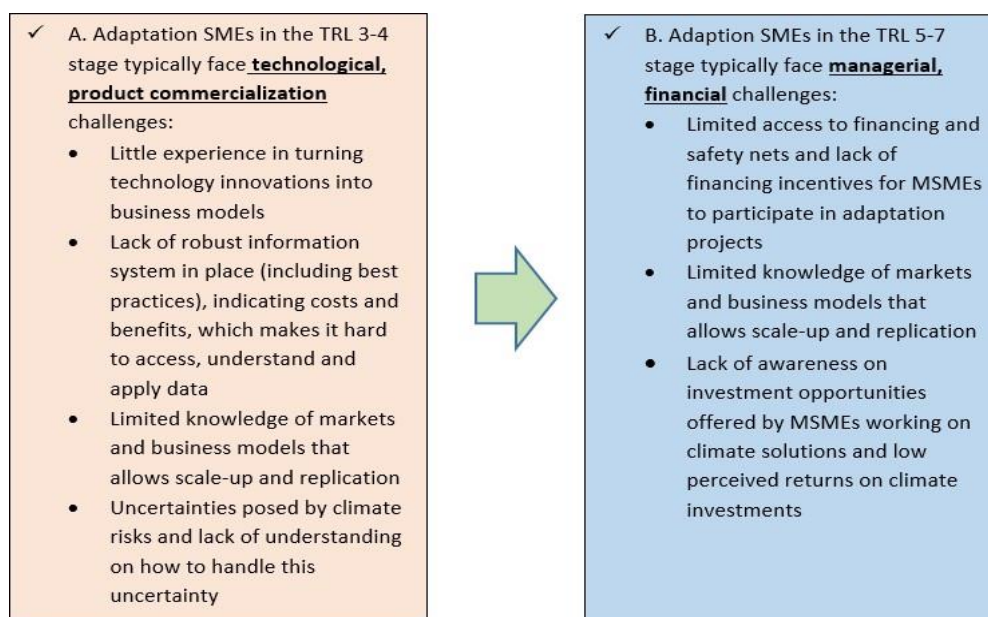 ✓ A. Adaptation SMEs in the TRL 3-4
stage typically face technological,
product commercialization
challenges:
• Little experience in turning
technology innovations into
business models
• Lack of robust information
system in place (including best
practices), indicating costs and
benefits, which makes it hard
to access, understand and
apply data
• Limited knowledge of markets
and business models that
allows scale-up and replication
• Uncertainties posed by climate
risks and lack of understanding
on how to handle this
uncertainty
✓ B. Adaption SMEs in the TRL 5-7
stage typically face managerial,
financial challenges:
• Limited access to financing and
safety nets and lack of
financing incentives for MSMEs
to participate in adaptation
projects
• Limited knowledge of markets
and business models that
allows scale-up and replication
• Lack of awareness on
investment opportunities
offered by MSMEs working on
climate solutions and low
perceived returns on climate
investments